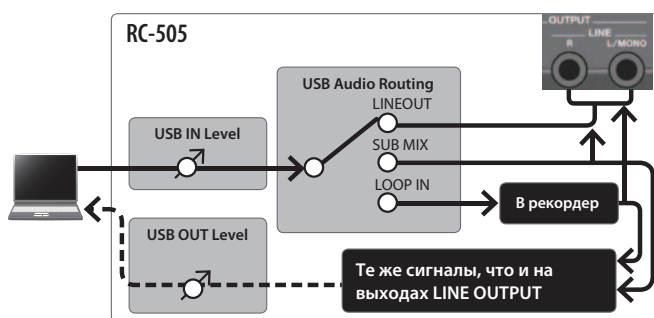 RC-505
OUTPUT
LINE
R L/MONO
USB Audio Routing
LINEOUT
USB IN Level
SUB MIX
LOOP IN
В рекордер
USB OUT Level
Те же сигналы, что и на
выходах LINE OUTPUT